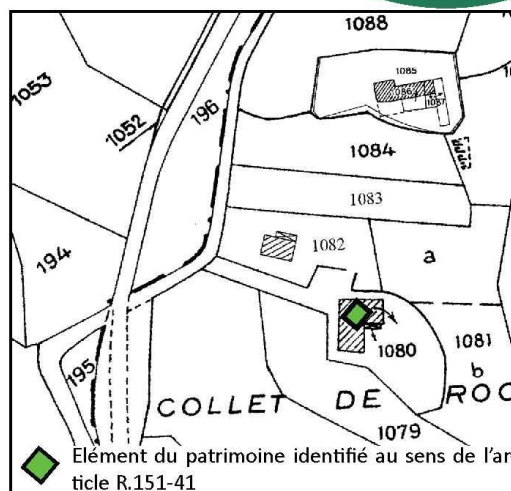 1088
1053
1085
1052
196
1084
1083
194
1082
a
1080
1081
b
195
COLLET DE ROC
1079
Elément du patrimoine identifié au sens de l'ar
ticle R.151-41